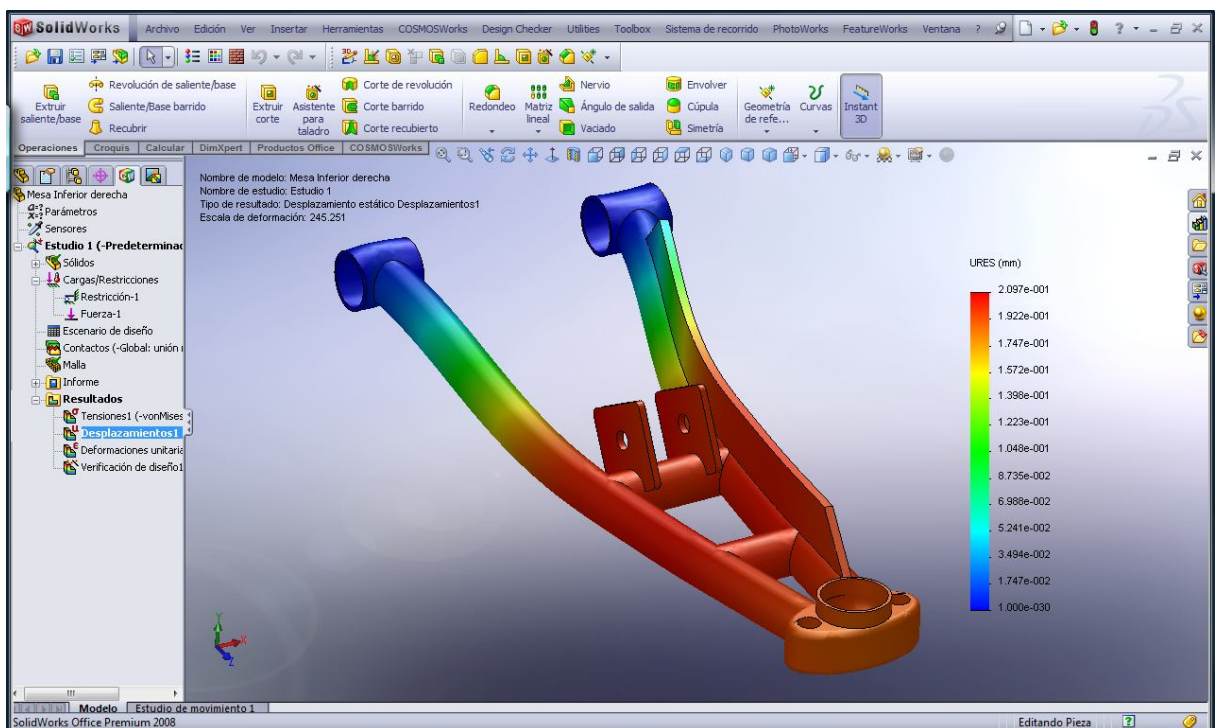 SolidWorks Archivo Edición Ver Insertar Herramientas COSMOSWorks Design Checker Utilities Toolbox Sistema de recorrido PhotoWorks FeatureWorks Ventana ?
Extruir saliente/base
Revolución de saliente/base
Saliente/Base barrido
Recubrir
Extruir corte
Asistente para taladro
Corte de revolución
Corte barrido
Corte recubierto
Redondeo
Matriz lineal
Nervio
Ángulo de salida
Vaciado
Envolver
Cúpula
Simetría
Geometría de refe...
Curvas
Instant 3D
Operaciones Croquis Calcular DimXpert Productos Office COSMOSWorks
Mesa Inferior derecha
Parámetros
Sensores
Estudio 1 (-Predeterminad
Sólidos
Cargas/Restricciones
Restricción-1
Fuerza-1
Escenario de diseño
Contactos (-Global: unión r
Malla
Informe
Resultados
Tensiones1 (-vonMises
Desplazamientos1
Deformaciones unitaria
Verificación de diseño1
Nombre de modelo: Mesa Inferior derecha
Nombre de estudio: Estudio 1
Tipo de resultado: Desplazamiento estático Desplazamientos1
Escala de deformación: 245.251
URES (mm)
2.097e-001
1.922e-001
1.747e-001
1.572e-001
1.398e-001
1.223e-001
1.048e-001
8.735e-002
6.988e-002
5.241e-002
3.494e-002
1.747e-002
1.000e-030
Y
X
Z
Modelo Estudio de movimiento 1
SolidWorks Office Premium 2008
Editando Pieza